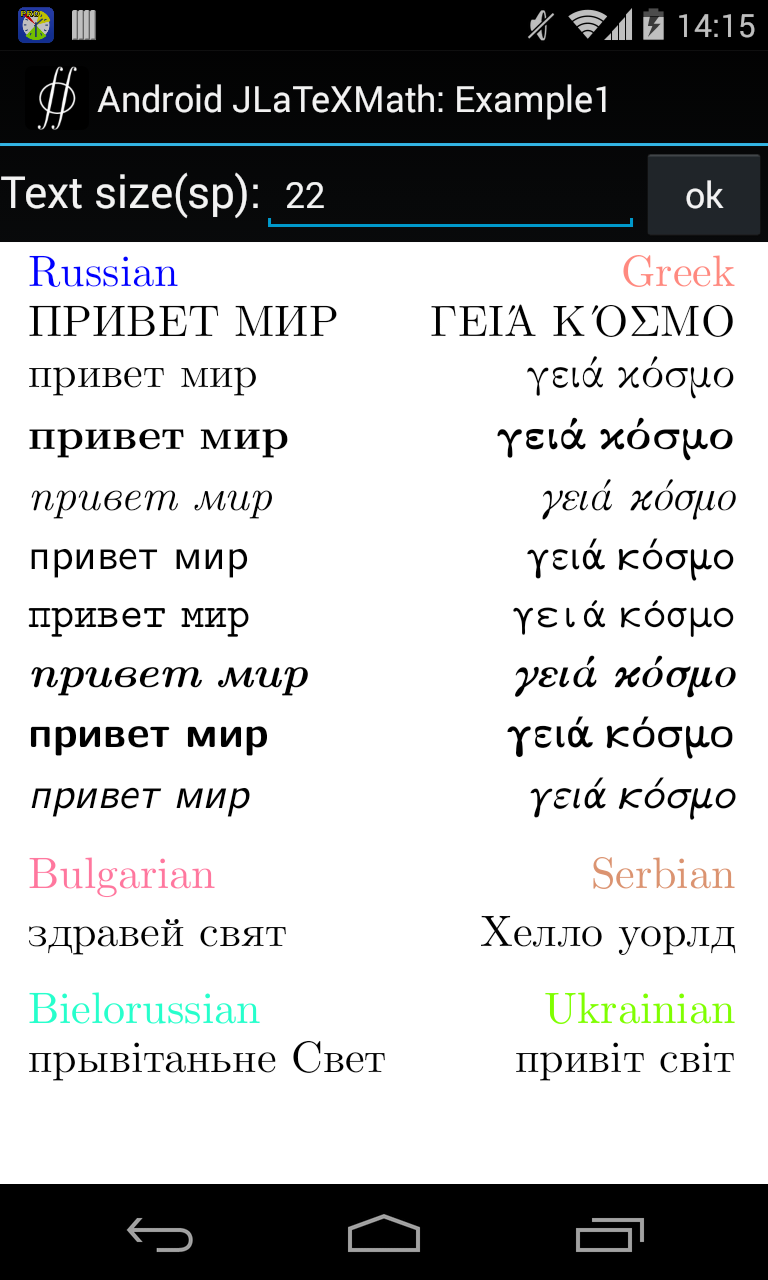 14:15
Android JLaTeXMath: Example1
Text size(sp): 22 ok
Russian Greek
ПРИВЕТ МИР ΓΕΙΆ ΚΌΣΜΟ
привет мир γειά κόσμο
привет мир γειά κόσμο
привет мир γειά κόσμο
привет мир γειά κόσμο
привет мир γειά κόσμο
привет мир γειά κόσμο
привет мир γειά κόσμο
привет мир γειά κόσμο
Bulgarian Serbian
здравей свят Хелло уорлд
Bielorussian Ukrainian
прывітаньне Свет привіт світ